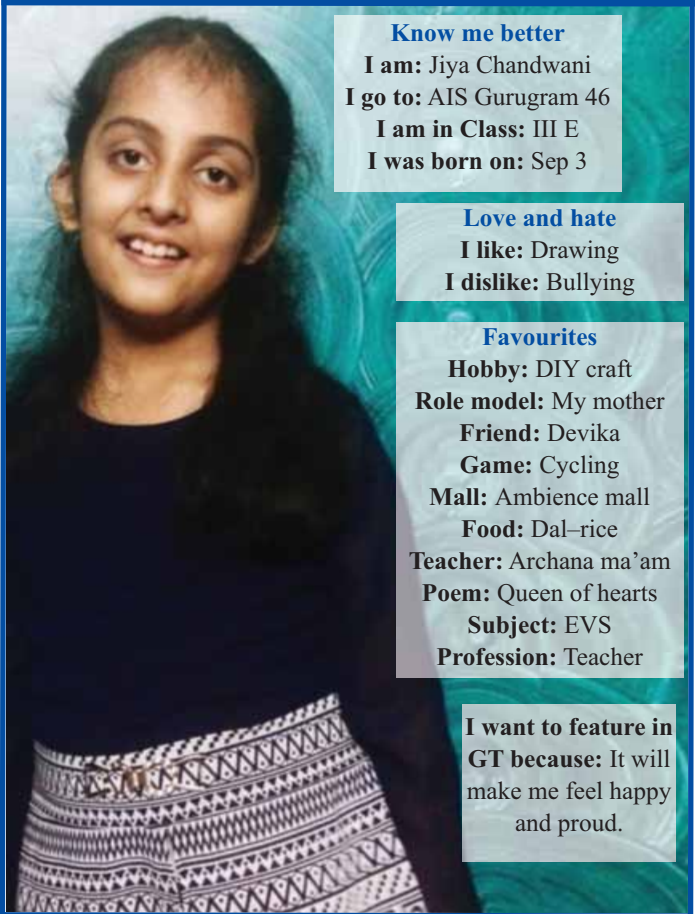 Know me better
I am: Jiya Chandwani
I go to: AIS Gurugram 46
I am in Class: III E
I was born on: Sep 3
Love and hate
I like: Drawing
I dislike: Bullying
Favourites
Hobby: DIY craft
Role model: My mother
Friend: Devika
Game: Cycling
Mall: Ambience mall
Food: Dal–rice
Teacher: Archana ma’am
Poem: Queen of hearts
Subject: EVS
Profession: Teacher
I want to feature in
GT because: It will
make me feel happy
and proud.